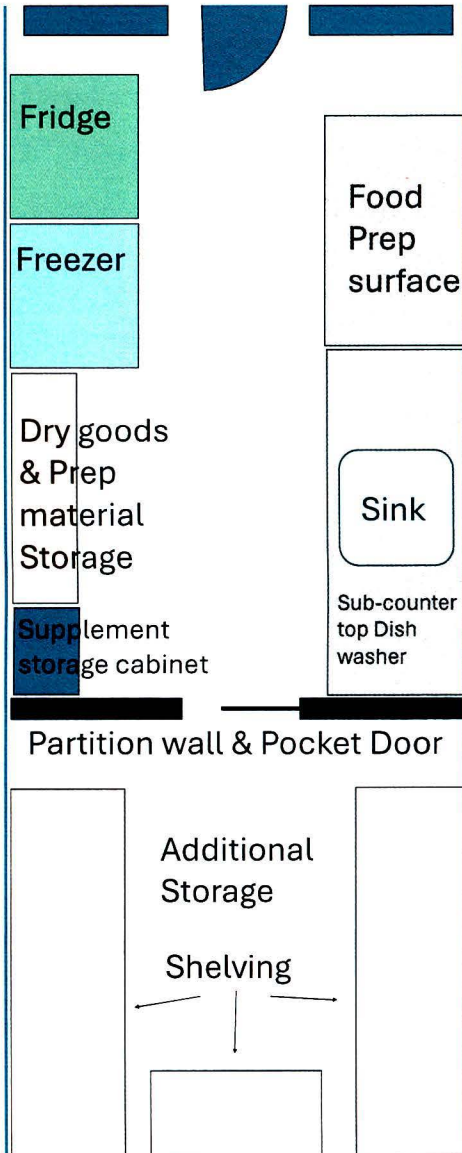 Fridge
Freezer
Food
Prep
surface
Dry goods
& Prep
material
Storage
Sink
Supplement
storage cabinet
Sub-counter
top Dish
washer
Partition wall & Pocket Door
Additional
Storage
Shelving